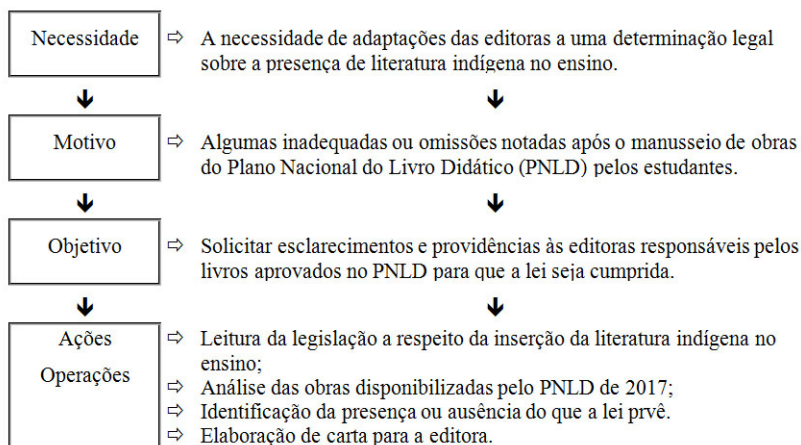 Necessidade ⇨ A necessidade de adaptações das editoras a uma determinação legal
sobre a presença de literatura indígena no ensino.
Motivo ⇨ Algumas inadequadas ou omissões notadas após o manusseio de obras
do Plano Nacional do Livro Didático (PNLD) pelos estudantes.
Objetivo ⇨ Solicitar esclarecimentos e providências às editoras responsáveis pelos
livros aprovados no PNLD para que a lei seja cumprida.
Ações ⇨ Leitura da legislação a respeito da inserção da literatura indígena no
Operações ensino;
⇨ Análise das obras disponibilizadas pelo PNLD de 2017;
⇨ Identificação da presença ou ausência do que a lei prvê.
⇨ Elaboração de carta para a editora.